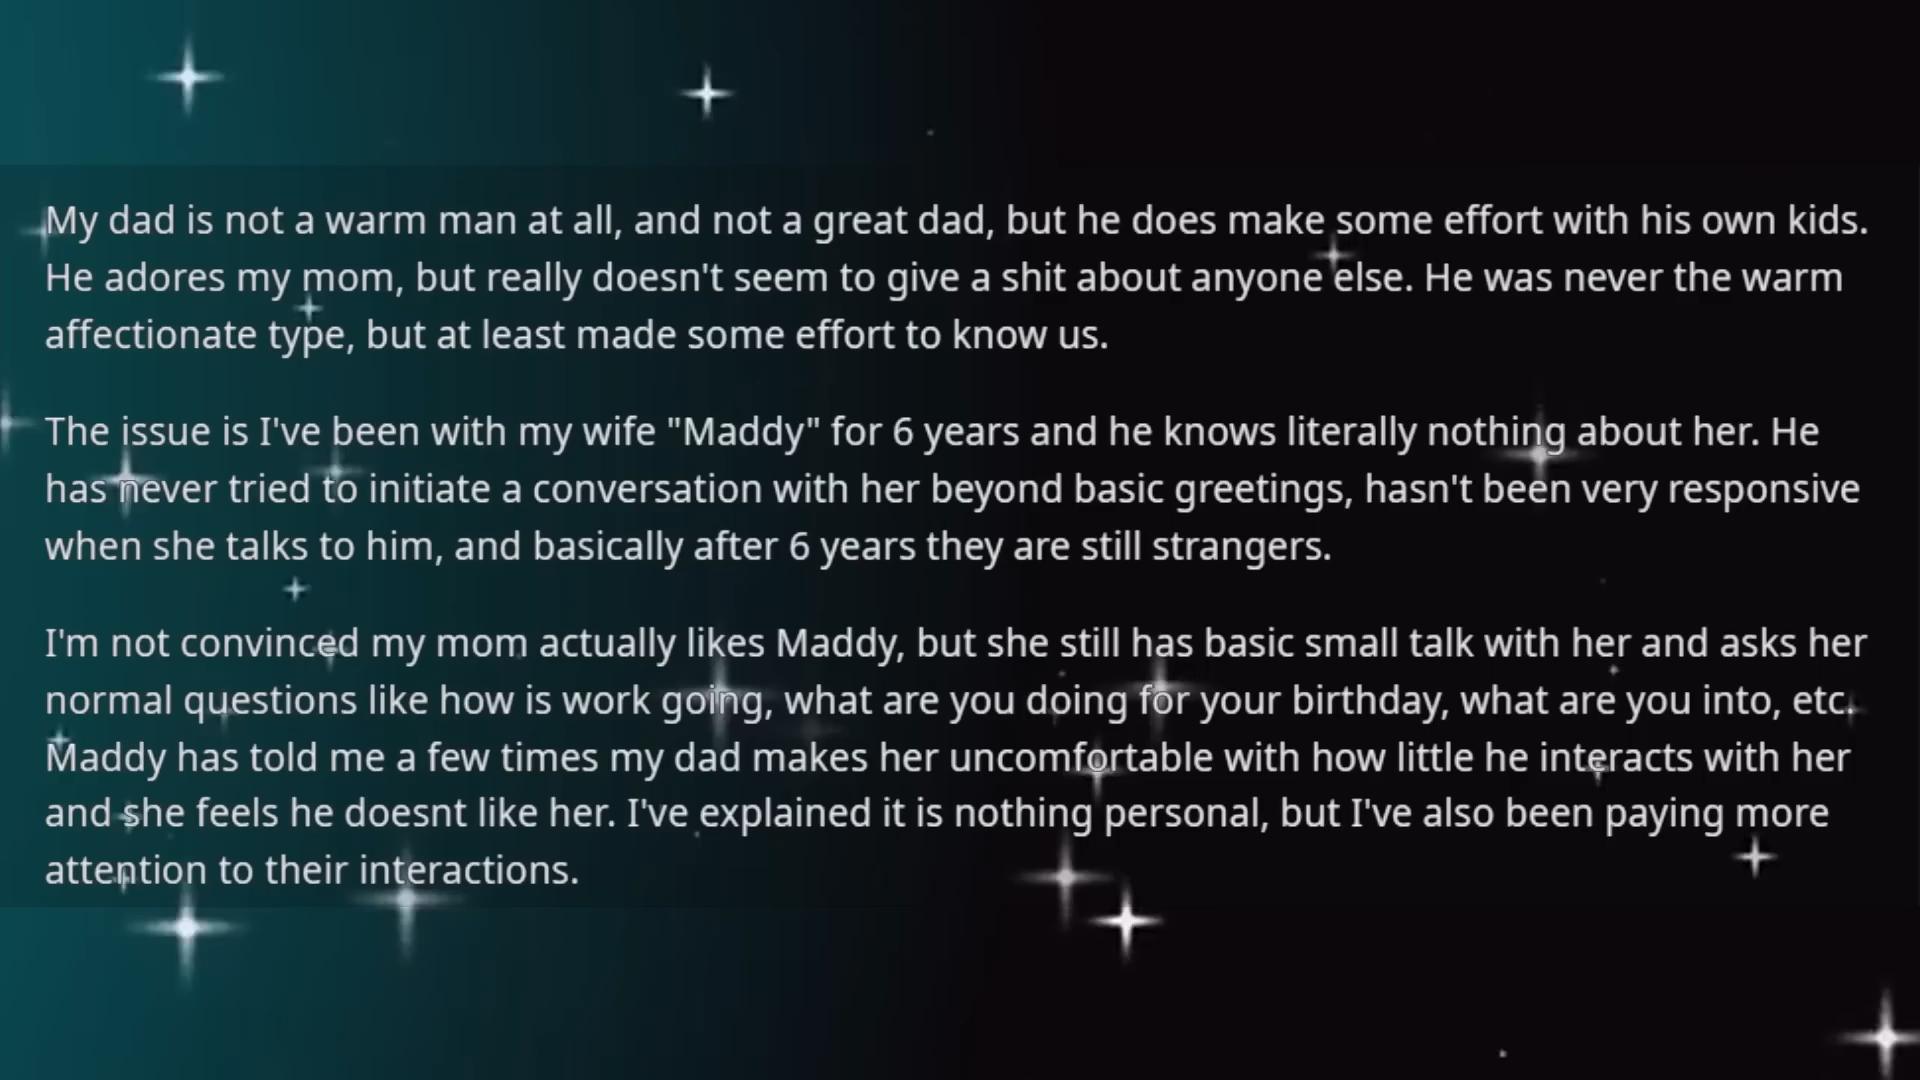 My dad is not a warm man at all, and not a great dad, but he does make some effort with his own kids.
He adores my mom, but really doesn't seem to give a shit about anyone else. He was never the warm
affectionate type, but at least made some effort to know us.
The issue is I've been with my wife "Maddy" for 6 years and he knows literally nothing about her. He
has never tried to initiate a conversation with her beyond basic greetings, hasn't been very responsive
when she talks to him, and basically after 6 years they are still strangers.
I'm not convinced my mom actually likes Maddy, but she still has basic small talk with her and asks her
normal questions like how is work going, what are you doing for your birthday, what are you into, etc.
Maddy has told me a few times my dad makes her uncomfortable with how little he interacts with her
and she feels he doesnt like her. I've explained it is nothing personal, but I've also been paying more
attention to their interactions.